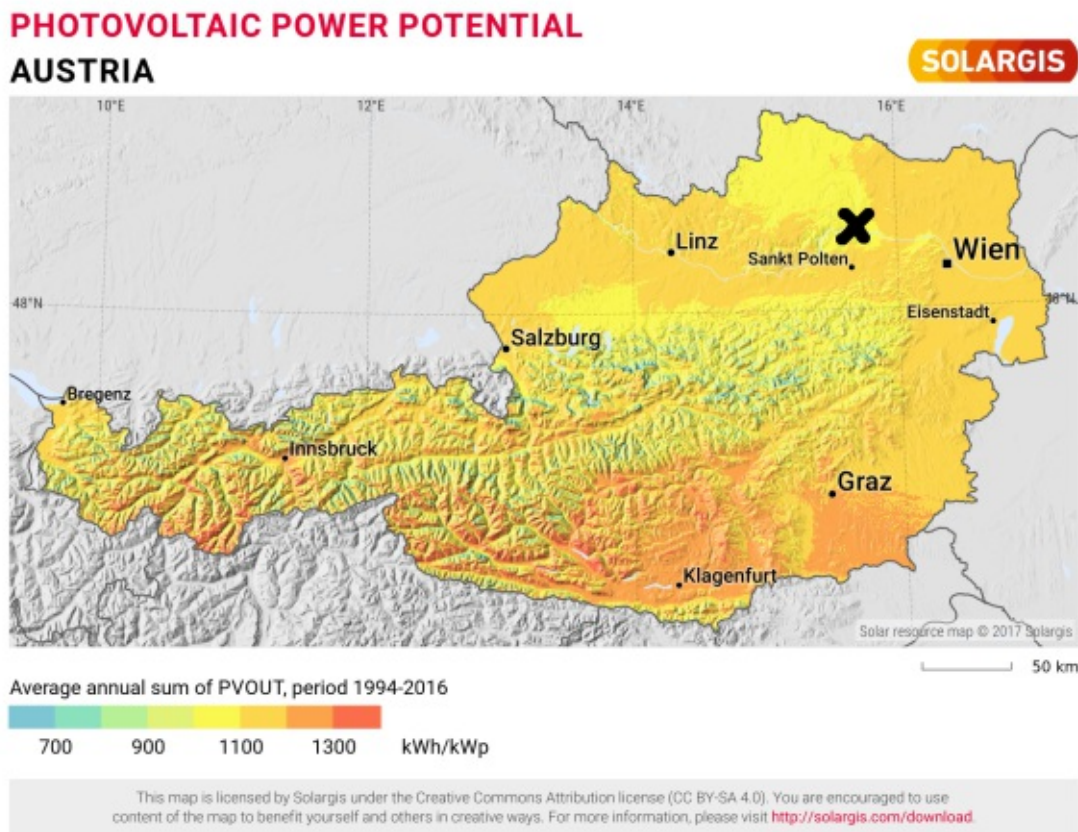 PHOTOVOLTAIC POWER POTENTIAL
AUSTRIA
SOLARGIS
10°E 12°E 14°E 16°E
Linz
Sankt Polten
Wien
48°N
48°N
Eisenstadt
Salzburg
Bregenz
Innsbruck
Graz
Klagenfurt
Solar resource map © 2017 Solargis
50 km
Average annual sum of PVOUT, period 1994-2016
700 900 1100 1300 kWh/kWp
This map is licensed by Solargis under the Creative Commons Attribution license (CC BY-SA 4.0). You are encouraged to use
content of the map to benefit yourself and others in creative ways. For more information, please visit http://solargis.com/download.